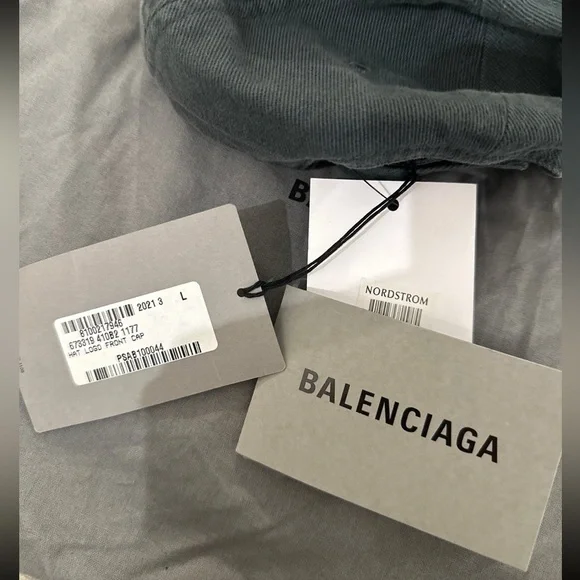 B
NORDSTROM
2021 3 L
6100217946
673319 410B2 1177
HAT LOGO FRONT CAP
PSAB100044
BALENCIAGA